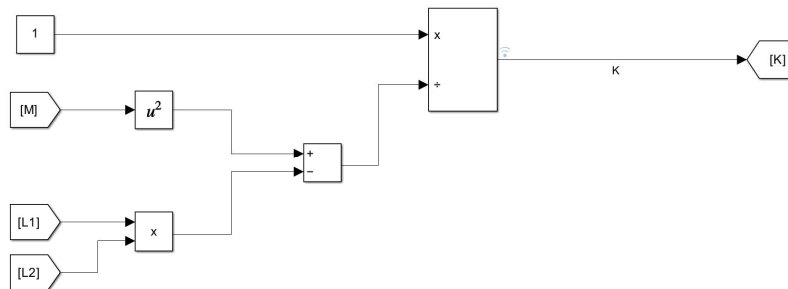 1
x
÷
K
[K]
[M]
u²
+
−
[L1]
[L2]
x